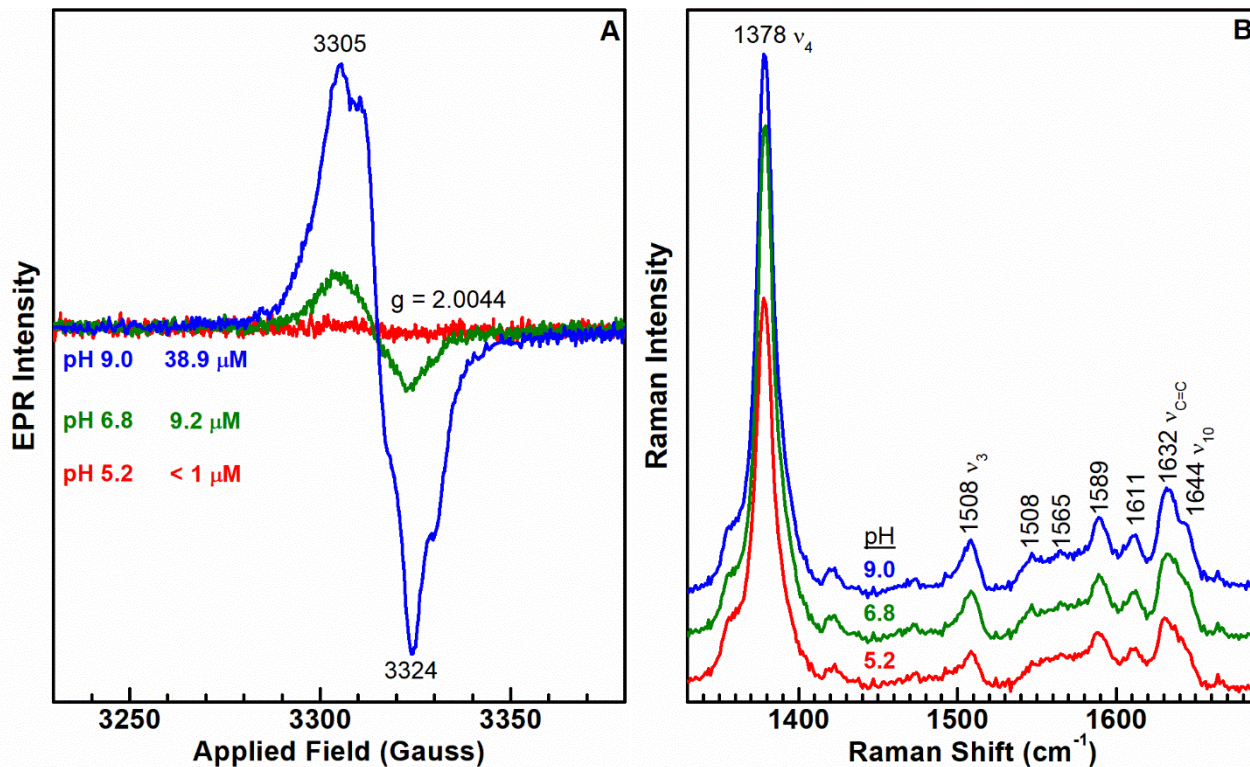 A
3305
g = 2.0044
pH 9.0 38.9 μM
pH 6.8 9.2 μM
pH 5.2 < 1 μM
3324
EPR Intensity
3250 3300 3350
Applied Field (Gauss)
B
1378 ν4
1508 ν3
1508
1565
1589
1611
1632 νC=C
1644 ν10
pH
9.0
6.8
5.2
Raman Intensity
1400 1500 1600
Raman Shift (cm-1)